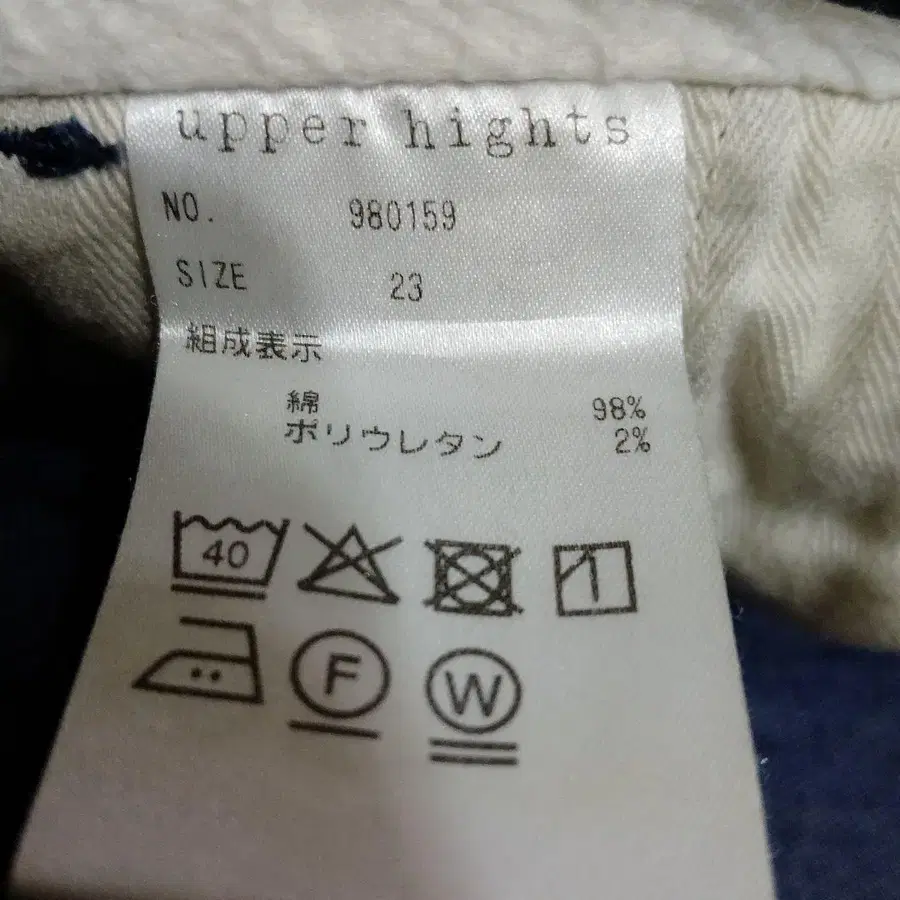 upper hights
NO. 980159
SIZE 23
組成表示
綿 98%
ポリウレタン 2%
40
F
W